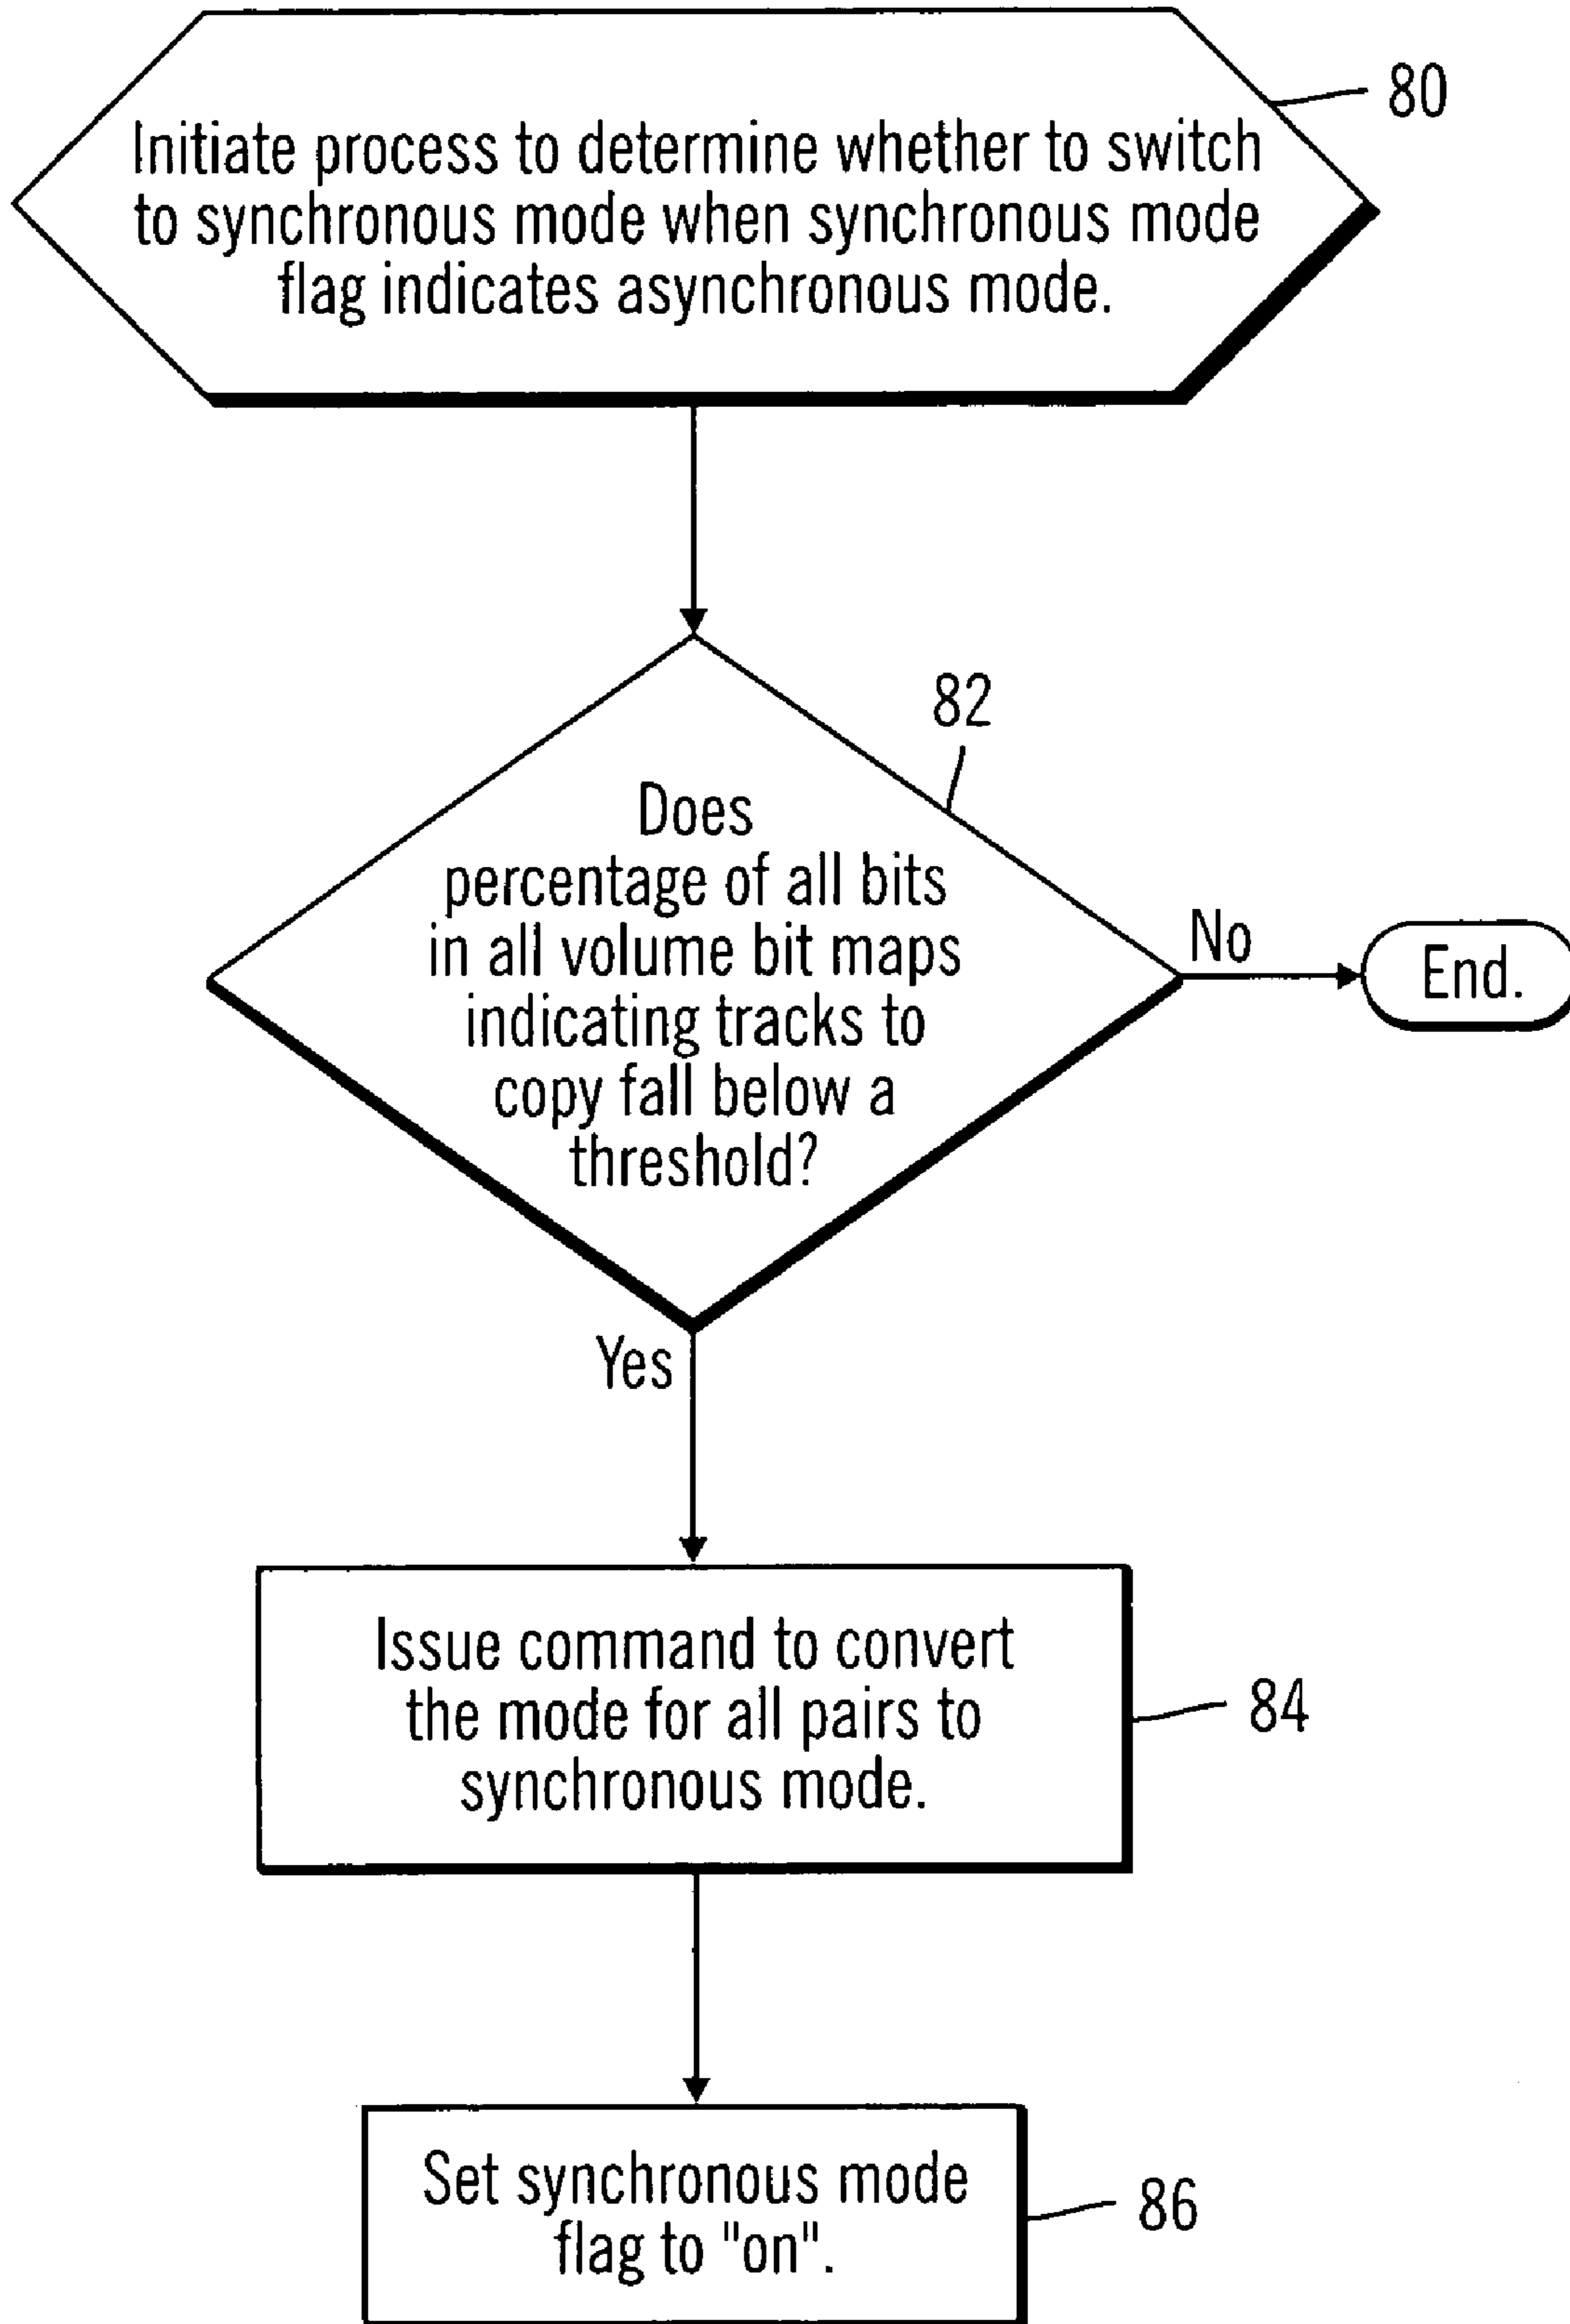 80
Initiate process to determine whether to switch
to synchronous mode when synchronous mode
flag indicates asynchronous mode.
82
Does
percentage of all bits
in all volume bit maps
indicating tracks to
copy fall below a
threshold?
No
End.
Yes
Issue command to convert
the mode for all pairs to
synchronous mode.
84
Set synchronous mode
flag to "on".
86